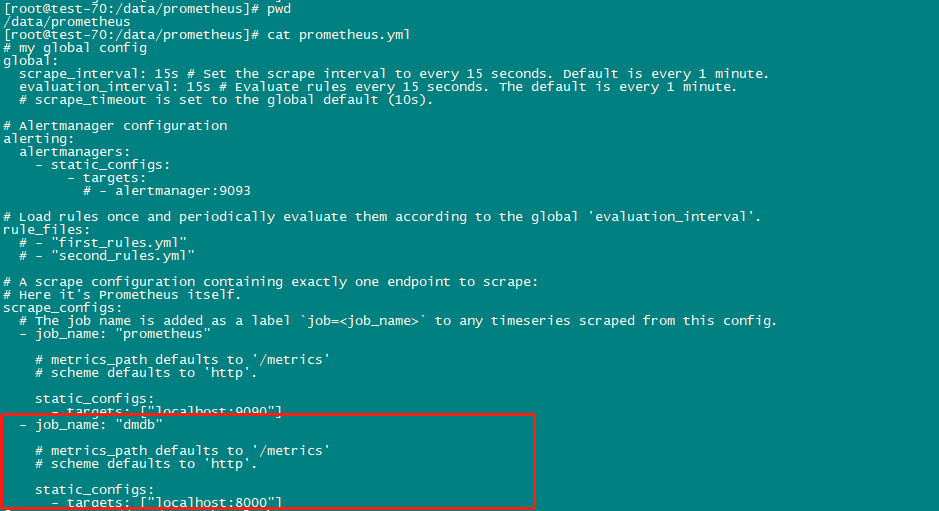 [root@test-70:/data/prometheus]# pwd
/data/prometheus
[root@test-70:/data/prometheus]# cat prometheus.yml
# my global config
global:
  scrape_interval: 15s # Set the scrape interval to every 15 seconds. Default is every 1 minute.
  evaluation_interval: 15s # Evaluate rules every 15 seconds. The default is every 1 minute.
  # scrape_timeout is set to the global default (10s).

# Alertmanager configuration
alerting:
  alertmanagers:
    - static_configs:
        - targets:
          # - alertmanager:9093

# Load rules once and periodically evaluate them according to the global 'evaluation_interval'.
rule_files:
  # - "first_rules.yml"
  # - "second_rules.yml"

# A scrape configuration containing exactly one endpoint to scrape:
# Here it's Prometheus itself.
scrape_configs:
  # The job name is added as a label `job=<job_name>` to any timeseries scraped from this config.
  - job_name: "prometheus"

    # metrics_path defaults to '/metrics'
    # scheme defaults to 'http'.

    static_configs:
      - targets: ["localhost:9090"]
  - job_name: "dmdb"

    # metrics_path defaults to '/metrics'
    # scheme defaults to 'http'.

    static_configs:
      - targets: ["localhost:8000"]